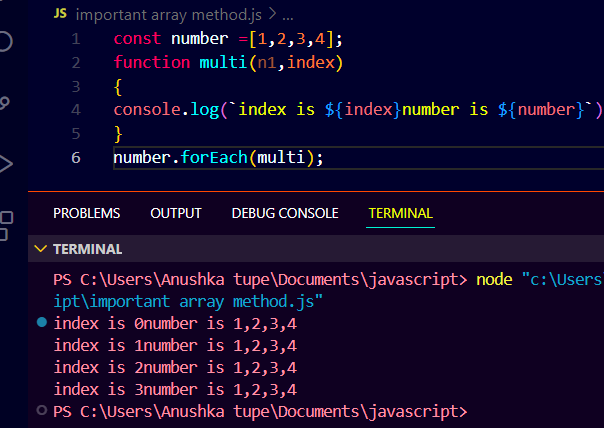 JS important array method.js > ...
1 const number =[1,2,3,4];
2 function multi(n1,index)
3 {
4 console.log(`index is ${index}number is ${number}`)
5 }
6 number.forEach(multi);
PROBLEMS OUTPUT DEBUG CONSOLE TERMINAL
TERMINAL
PS C:\Users\Anushka tupe\Documents\javascript> node "c:\Users
ipt\important array method.js"
index is 0number is 1,2,3,4
index is 1number is 1,2,3,4
index is 2number is 1,2,3,4
index is 3number is 1,2,3,4
PS C:\Users\Anushka tupe\Documents\javascript>